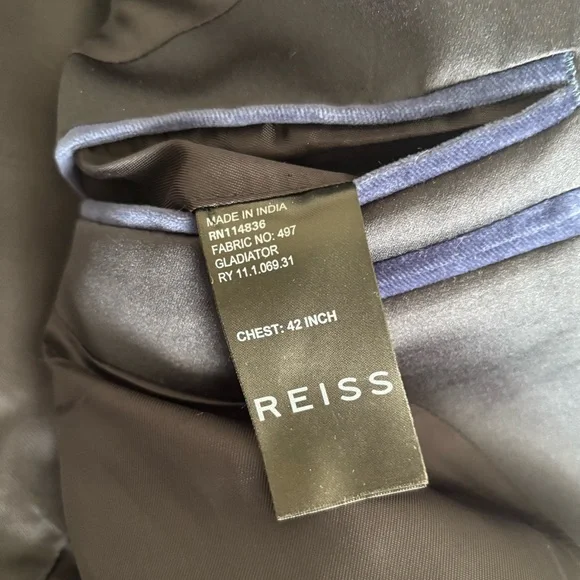 MADE IN INDIA
RN114836
FABRIC NO: 497
GLADIATOR
RY 11.1.069.31
CHEST: 42 INCH
REISS